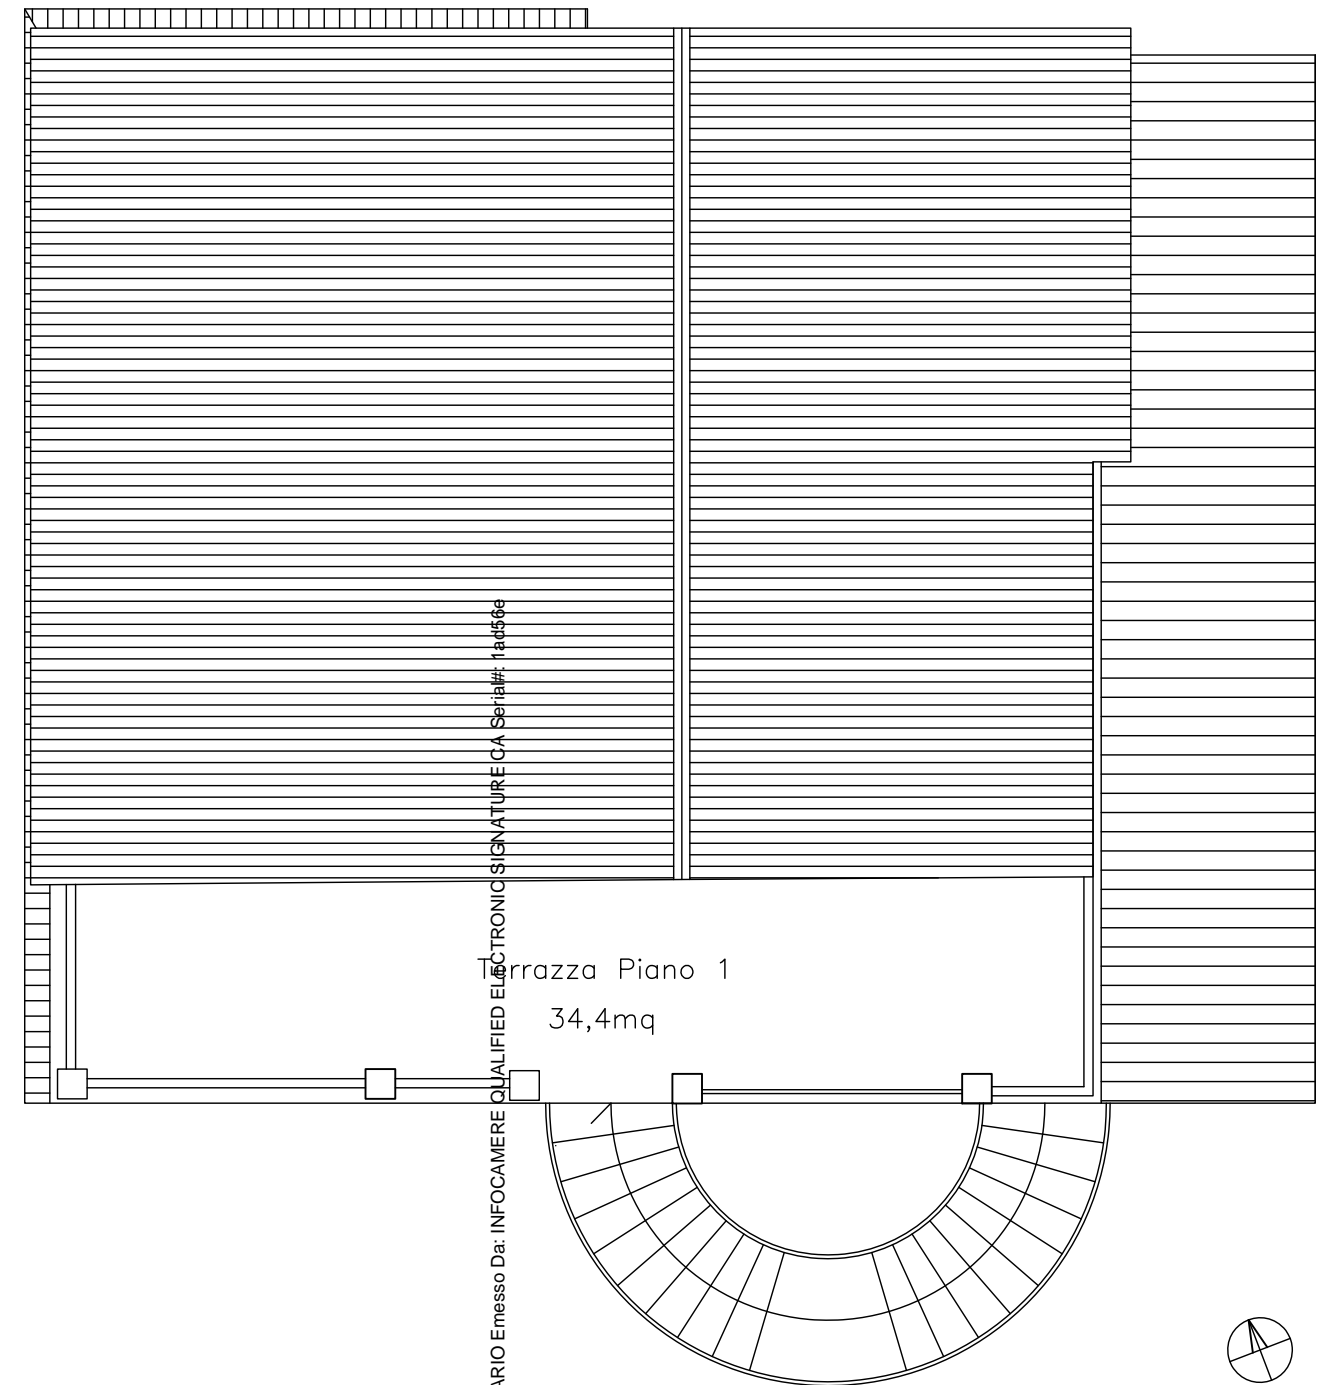 Terrazza Piano 1
34,4mq
ARIO Emesso Da: INFOCAMERE QUALIFIED ELECTRONIC SIGNATURE CA Serial#: 1ad56e